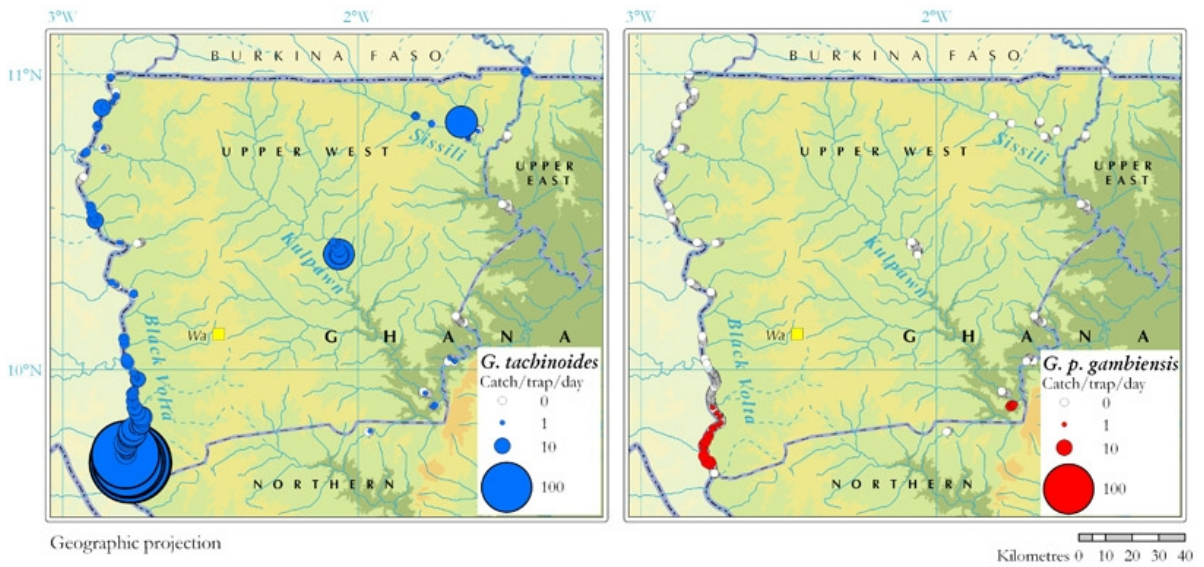 3°W
2°W
3°W
2°W
BURKINA FASO
BURKINA FASO
11°N
Sissili
Sissili
UPPER WEST
UPPER WEST
UPPER
EAST
UPPER
EAST
Kulpawn
Kulpawn
Black Volta
Black Volta
Wa
GHANA
Wa
GHANA
10°N
G. tachinoides
Catch/trap/day
0
1
10
100
G. p. gambiensis
Catch/trap/day
0
1
10
100
NORTHERN
NORTHERN
Geographic projection
Kilometres 0 10 20 30 40